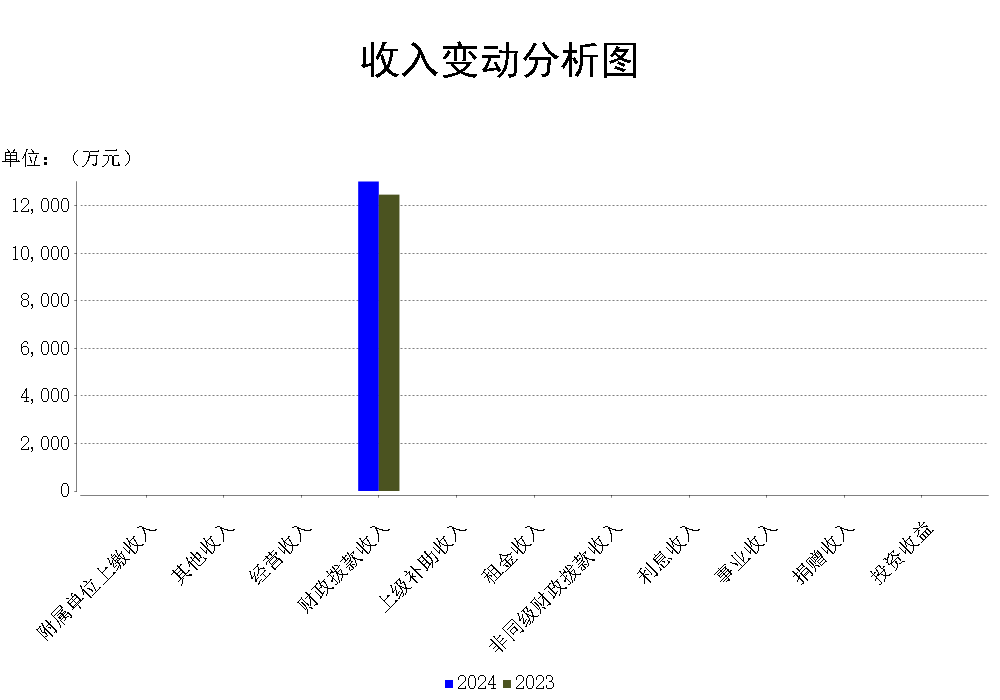 收入变动分析图
单位：（万元）
12,000
10,000
8,000
6,000
4,000
2,000
0
附属单位上缴收入
其他收入
经营收入
财政拨款收入
上级补助收入
租金收入
非同级财政拨款收入
利息收入
事业收入
捐赠收入
投资收益
2024 2023